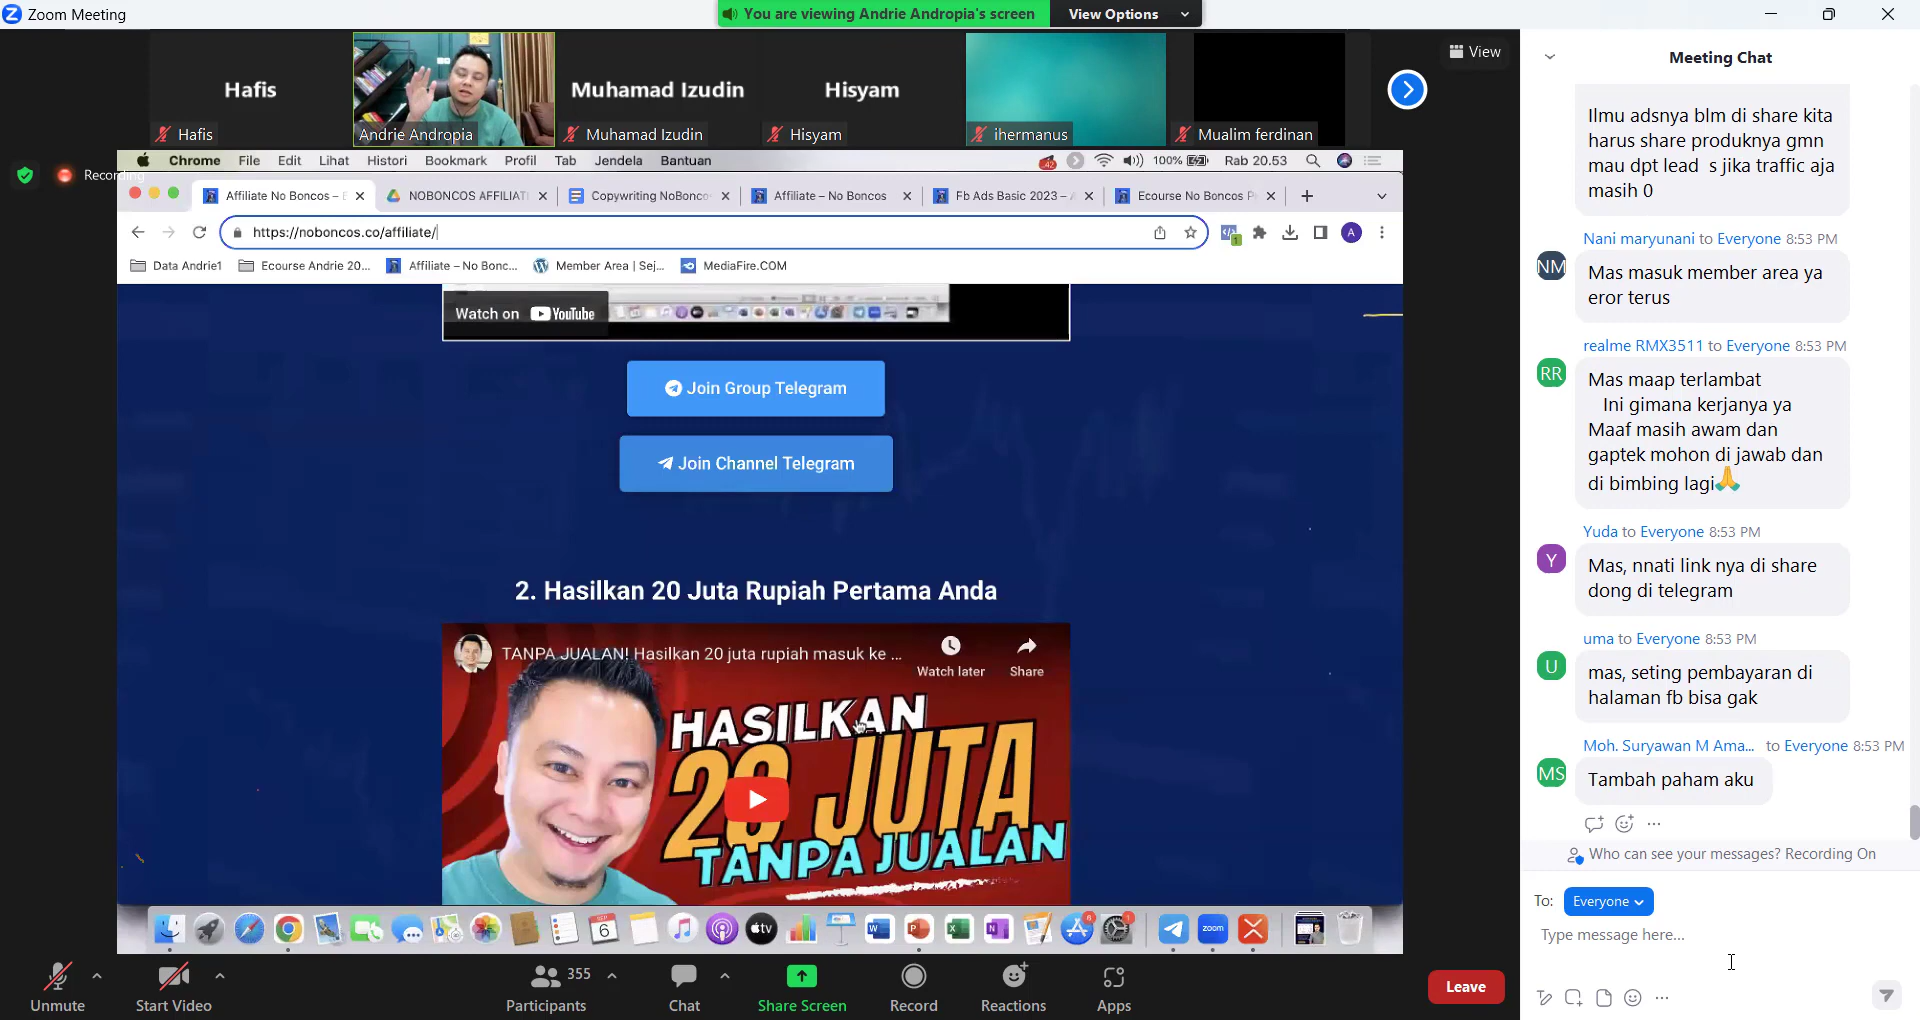 Zoom Meeting
You are viewing Andrie Andropia's screen
View Options
View
Hafis
Hafis
Andrie Andropia
Muhamad Izudin
Muhamad Izudin
Hisyam
Hisyam
ihermanus
Mualim ferdinan
Recording
Chrome File Edit Lihat Histori Bookmark Profil Tab Jendela Bantuan
100% Rab 20.53
Affiliate No Boncos –
NOBONCOS AFFILIAT
Copywriting NoBonco
Affiliate – No Boncos
Fb Ads Basic 2023 –
Ecourse No Boncos P
https://noboncos.co/affiliate/
1
A
Data Andrie1
Ecourse Andrie 20...
Affiliate – No Bonc...
Member Area | Sej...
MediaFire.COM
Watch on YouTube
Join Group Telegram
Join Channel Telegram
2. Hasilkan 20 Juta Rupiah Pertama Anda
TANPA JUALAN! Hasilkan 20 juta rupiah masuk ke ...
Watch later
Share
HASILKAN
20 JUTA
TANPA JUALAN
SEP
6
tv
zoom
Unmute
Start Video
Participants
355
Chat
Share Screen
Record
Reactions
Apps
Leave
Meeting Chat
Ilmu adsnya blm di share kita
harus share produknya gmn
mau dpt lead  s jika traffic aja
masih 0
Nani maryunani to Everyone 8:53 PM
NM
Mas masuk member area ya
eror terus
realme RMX3511 to Everyone 8:53 PM
RR
Mas maap terlambat
Ini gimana kerjanya ya
Maaf masih awam dan
gaptek mohon di jawab dan
di bimbing lagi🙏
Yuda to Everyone 8:53 PM
Y
Mas, nnati link nya di share
dong di telegram
uma to Everyone 8:53 PM
U
mas, seting pembayaran di
halaman fb bisa gak
Moh. Suryawan M Ama... to Everyone 8:53 PM
MS
Tambah paham aku
Who can see your messages? Recording On
To: Everyone
Type message here...